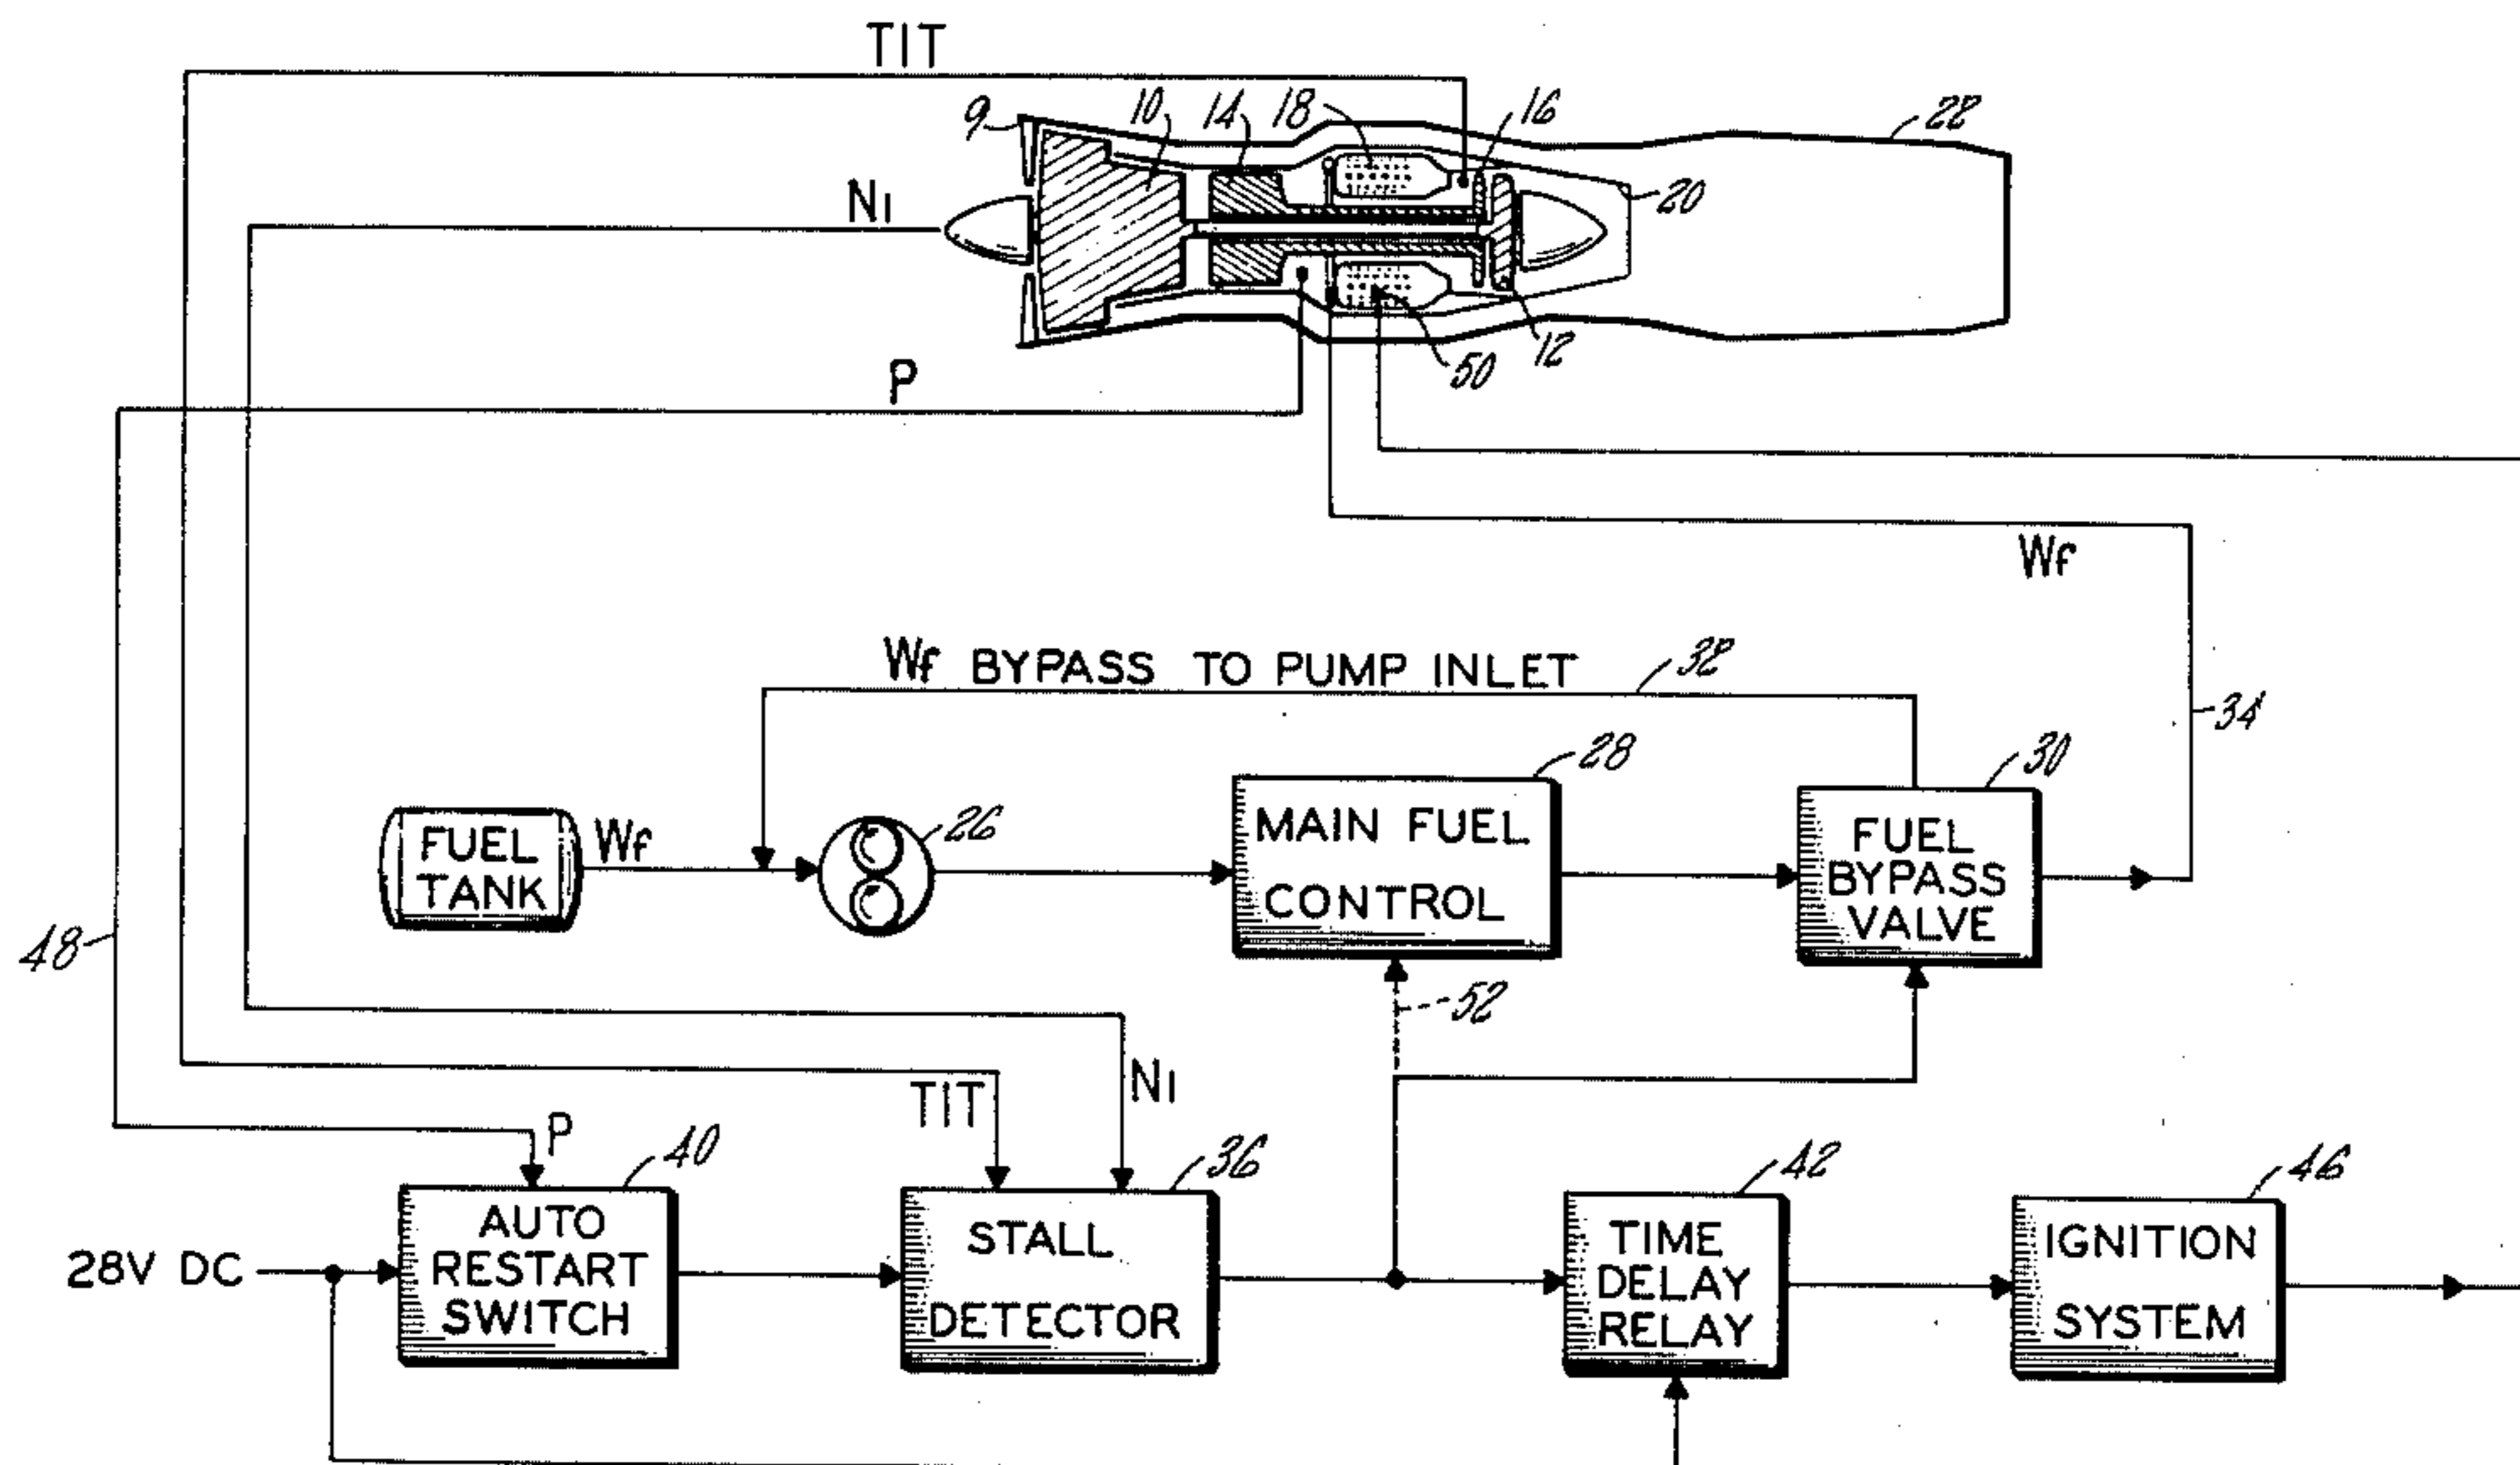 TIT
9
10
14
18
16
22
N1
20
P
50
12
Wf
Wf BYPASS TO PUMP INLET
32
34
28
30
26
FUEL
TANK
Wf
MAIN FUEL
CONTROL
FUEL
BYPASS
VALVE
48
52
TIT
N1
P
40
36
42
46
28V DC
AUTO
RESTART
SWITCH
STALL
DETECTOR
TIME
DELAY
RELAY
IGNITION
SYSTEM